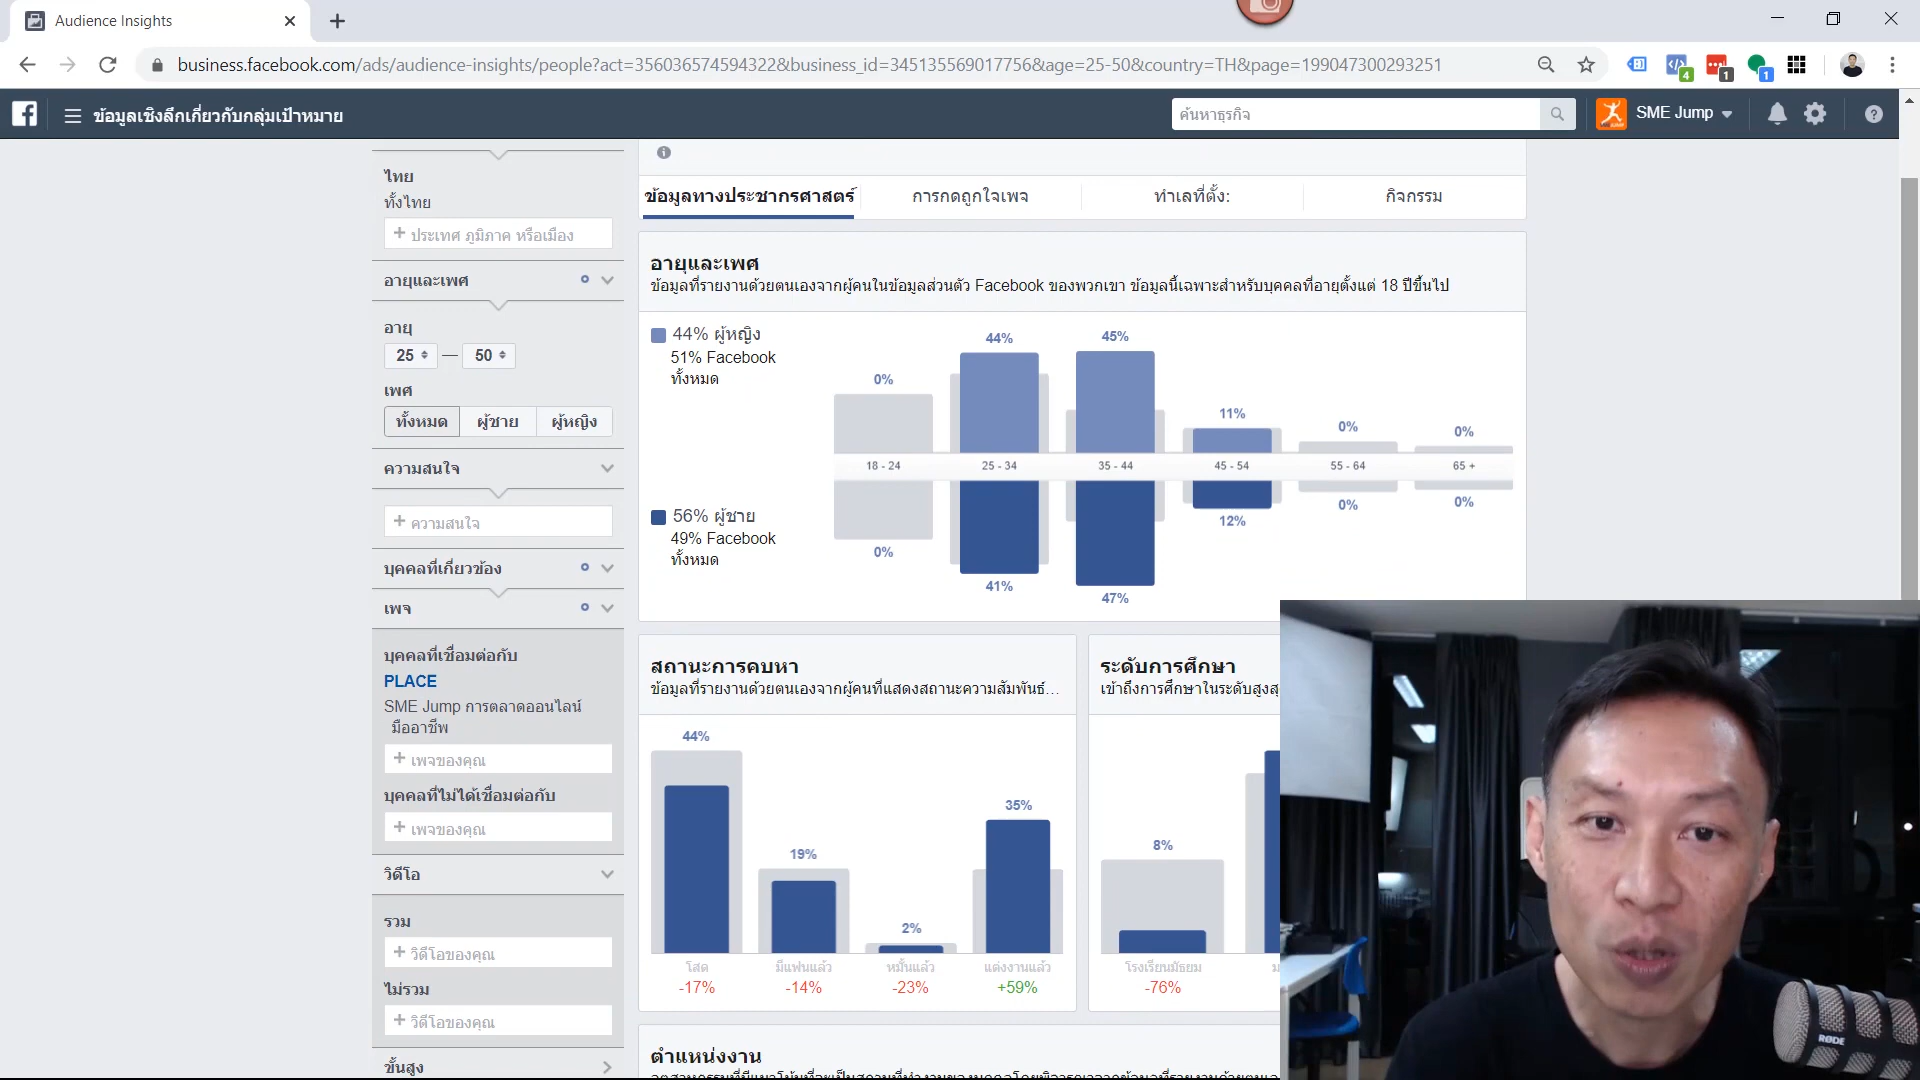 Audience Insights
business.facebook.com/ads/audience-insights/people?act=356036574594322&business_id=345135569017756&age=25-50&country=TH&page=199047300293251
4
1
1
ข้อมูลเชิงลึกเกี่ยวกับกลุ่มเป้าหมาย
ค้นหาธุรกิจ
SME Jump
ไทย
ทั้งไทย
+ ประเทศ ภูมิภาค หรือเมือง
อายุและเพศ
อายุ
25 — 50
เพศ
ทั้งหมด ผู้ชาย ผู้หญิง
ความสนใจ
+ ความสนใจ
บุคคลที่เกี่ยวข้อง
เพจ
บุคคลที่เชื่อมต่อกับ
PLACE
SME Jump การตลาดออนไลน์
มืออาชีพ
+ เพจของคุณ
บุคคลที่ไม่ได้เชื่อมต่อกับ
+ เพจของคุณ
วิดีโอ
รวม
+ วิดีโอของคุณ
ไม่รวม
+ วิดีโอของคุณ
ขั้นสูง
ข้อมูลทางประชากรศาสตร์ การกดถูกใจเพจ ทำเลที่ตั้ง: กิจกรรม
อายุและเพศ
ข้อมูลที่รายงานด้วยตนเองจากผู้คนในข้อมูลส่วนตัว Facebook ของพวกเขา ข้อมูลนี้เฉพาะสำหรับบุคคลที่อายุตั้งแต่ 18 ปีขึ้นไป
44% ผู้หญิง
51% Facebook
ทั้งหมด
0% 44% 45% 11% 0% 0%
18 - 24 25 - 34 35 - 44 45 - 54 55 - 64 65 +
56% ผู้ชาย
49% Facebook
ทั้งหมด
0% 41% 47% 12% 0% 0%
สถานะการคบหา
ข้อมูลที่รายงานด้วยตนเองจากผู้คนที่แสดงสถานะความสัมพันธ์...
44% 19% 2% 35%
โสด มีแฟนแล้ว หมั้นแล้ว แต่งงานแล้ว
-17% -14% -23% +59%
ระดับการศึกษา
เข้าถึงการศึกษาในระดับสูงสุ
8%
โรงเรียนมัธยม
-76%
ตำแหน่งงาน
RØDE